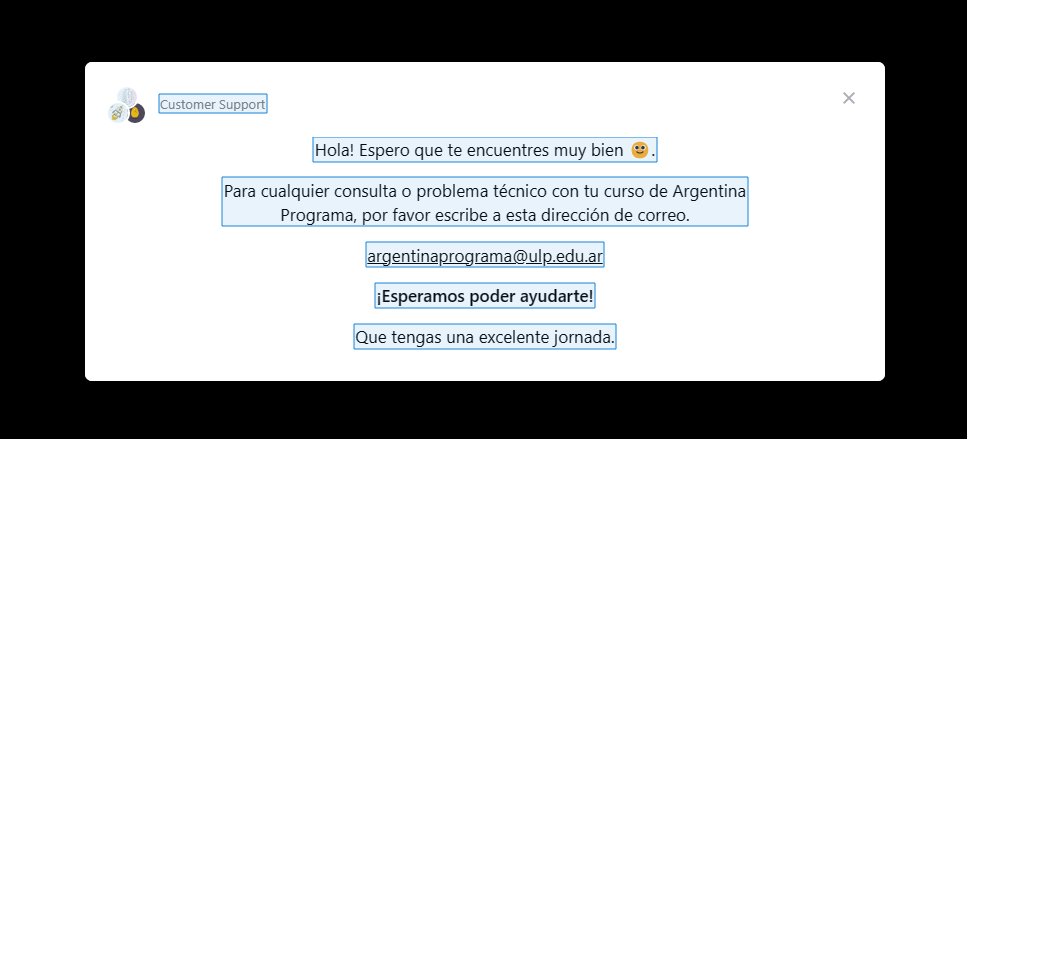 Customer Support
Hola! Espero que te encuentres muy bien 🙂.
Para cualquier consulta o problema técnico con tu curso de Argentina
Programa, por favor escribe a esta dirección de correo.
argentinaprograma@ulp.edu.ar
¡Esperamos poder ayudarte!
Que tengas una excelente jornada.